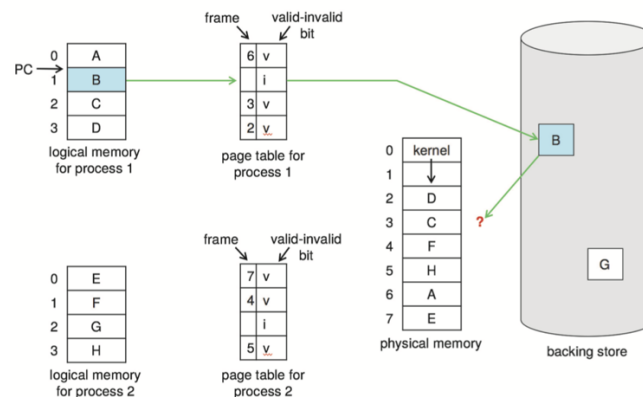 frame
valid-invalid
bit
PC
0 A
1 B
2 C
3 D
logical memory
for process 1
6 v
i
3 v
2 v
page table for
process 1
0 kernel
1
2 D
3 C
4 F
5 H
6 A
7 E
physical memory
?
B
G
backing store
frame
valid-invalid
bit
0 E
1 F
2 G
3 H
logical memory
for process 2
7 v
4 v
i
5 v
page table for
process 2